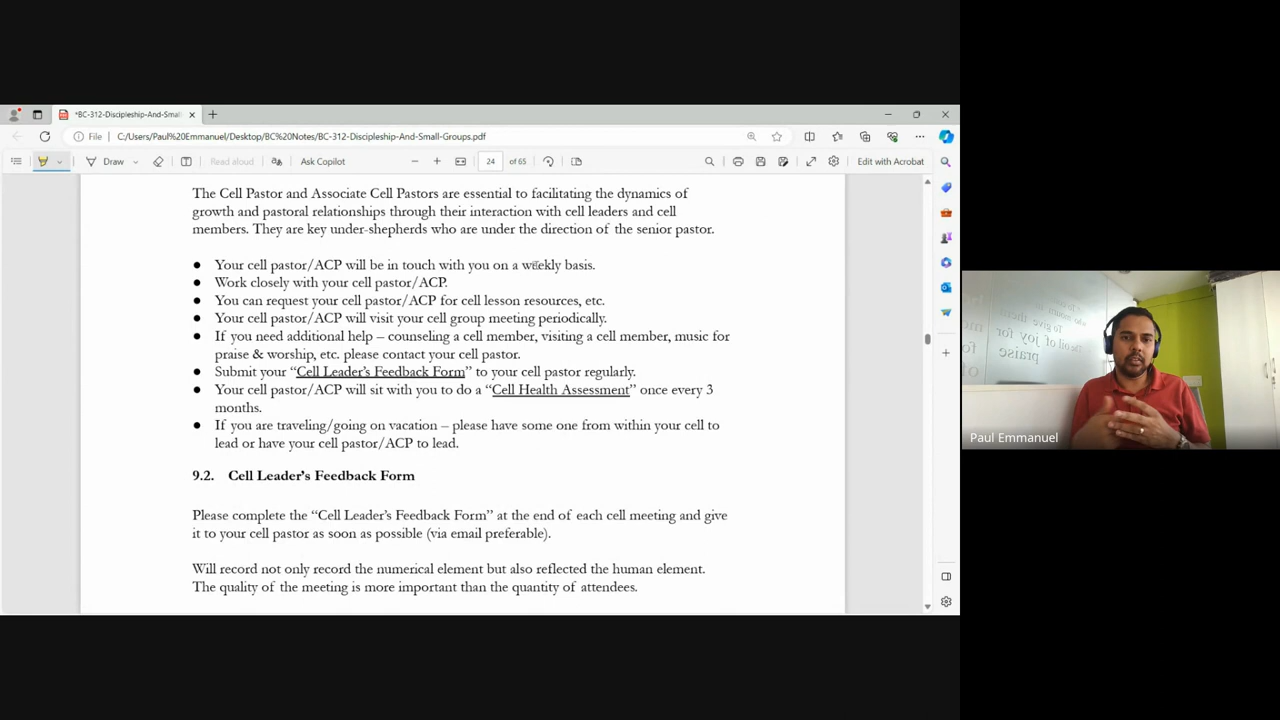 *BC-312-Discipleship-And-Smal
File
C:/Users/Paul%20Emmanuel/Desktop/BC%20Notes/BC-312-Discipleship-And-Small-Groups.pdf
Draw
Read aloud
Ask Copilot
24
of 65
Edit with Acrobat
The Cell Pastor and Associate Cell Pastors are essential to facilitating the dynamics of
growth and pastoral relationships through their interaction with cell leaders and cell
members. They are key under-shepherds who are under the direction of the senior pastor.
● Your cell pastor/ACP will be in touch with you on a weekly basis.
● Work closely with your cell pastor/ACP.
● You can request your cell pastor/ACP for cell lesson resources, etc.
● Your cell pastor/ACP will visit your cell group meeting periodically.
● If you need additional help – counseling a cell member, visiting a cell member, music for
praise & worship, etc. please contact your cell pastor.
● Submit your “Cell Leader’s Feedback Form” to your cell pastor regularly.
● Your cell pastor/ACP will sit with you to do a “Cell Health Assessment” once every 3
months.
● If you are traveling/going on vacation – please have some one from within your cell to
lead or have your cell pastor/ACP to lead.
9.2. Cell Leader’s Feedback Form
Please complete the “Cell Leader’s Feedback Form” at the end of each cell meeting and give
it to your cell pastor as soon as possible (via email preferable).
Will record not only record the numerical element but also reflected the human element.
The quality of the meeting is more important than the quantity of attendees.
To give
The oil of joy for
praise
Paul Emmanuel